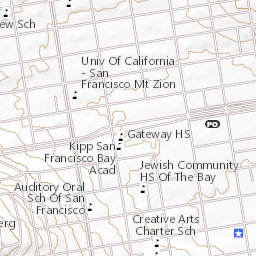 ew Sch
Univ Of California
- San
Francisco Mt Zion
PO
Gateway HS
Kipp San
Francisco Bay
Acad
Jewish Community
HS Of The Bay
Auditory Oral
Sch Of San
Francisco
erg
Creative Arts
Charter Sch